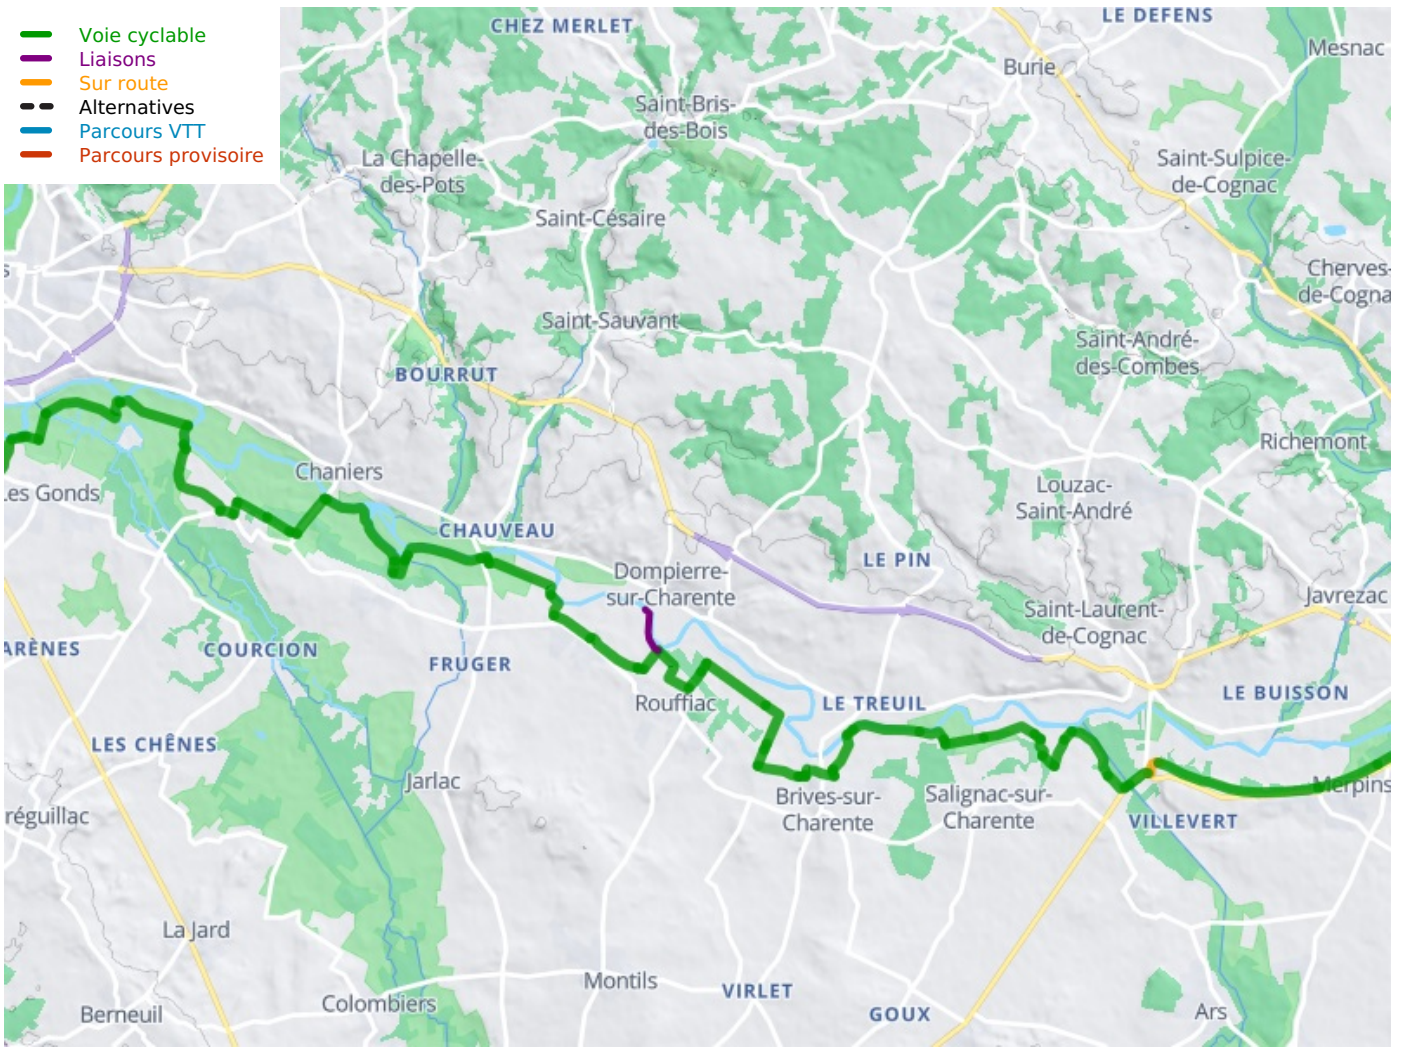 Voie cyclable
Liaisons
Sur route
Alternatives
Parcours VTT
Parcours provisoire
CHEZ MERLET
LE DEFENS
Mesnac
Burie
Saint-Bris-
des-Bois
La Chapelle-
des-Pots
Saint-Sulpice-
de-Cognac
Saint-Césaire
s
Cherves-
de-Cogna
Saint-Sauvant
Saint-André-
des-Combes
BOURRUT
Richemont
Chaniers
Les Gonds
Louzac-
Saint-André
CHAUVEAU
LE PIN
Dompierre-
sur-Charente
Javrezac
Saint-Laurent-
de-Cognac
ARÈNES
COURCION
FRUGER
LE BUISSON
Rouffiac
LE TREUIL
LES CHÊNES
Jarlac
Merpins
Brives-sur-
Charente
Salignac-sur-
Charente
réguillac
VILLEVERT
La Jard
Montils
VIRLET
Colombiers
Berneuil
GOUX
Ars